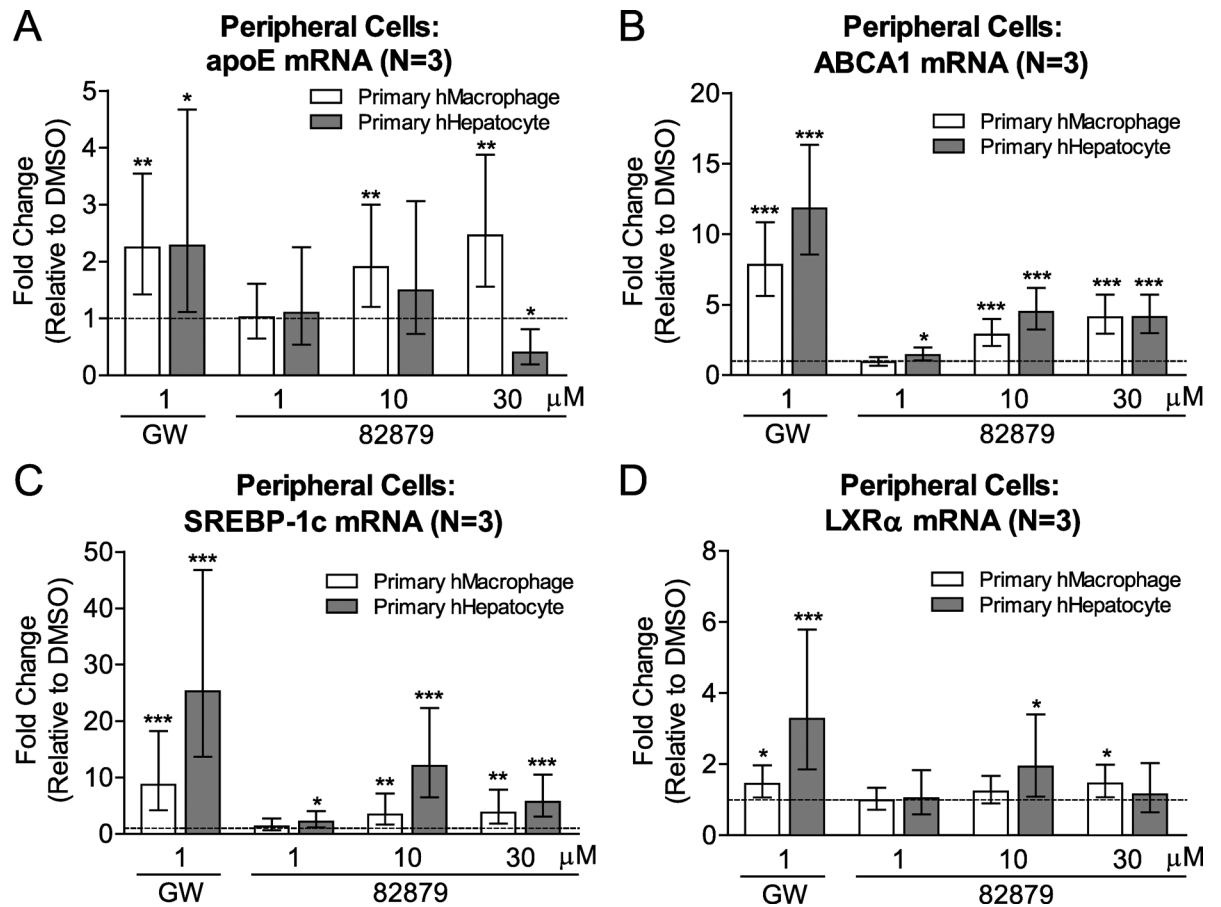 A
Peripheral Cells:
apoE mRNA (N=3)
Fold Change
(Relative to DMSO)
5
4
3
2
1
0
Primary hMacrophage
Primary hHepatocyte
** * ** **
*
1 1 10 30 μM
GW 82879
B
Peripheral Cells:
ABCA1 mRNA (N=3)
Fold Change
(Relative to DMSO)
20
15
10
5
0
Primary hMacrophage
Primary hHepatocyte
*** *** * *** *** *** ***
1 1 10 30 μM
GW 82879
C
Peripheral Cells:
SREBP-1c mRNA (N=3)
Fold Change
(Relative to DMSO)
50
40
30
20
10
0
Primary hMacrophage
Primary hHepatocyte
*** *** * ** *** ** ***
1 1 10 30 μM
GW 82879
D
Peripheral Cells:
LXRα mRNA (N=3)
Fold Change
(Relative to DMSO)
8
6
4
2
0
Primary hMacrophage
Primary hHepatocyte
* *** * *
1 1 10 30 μM
GW 82879